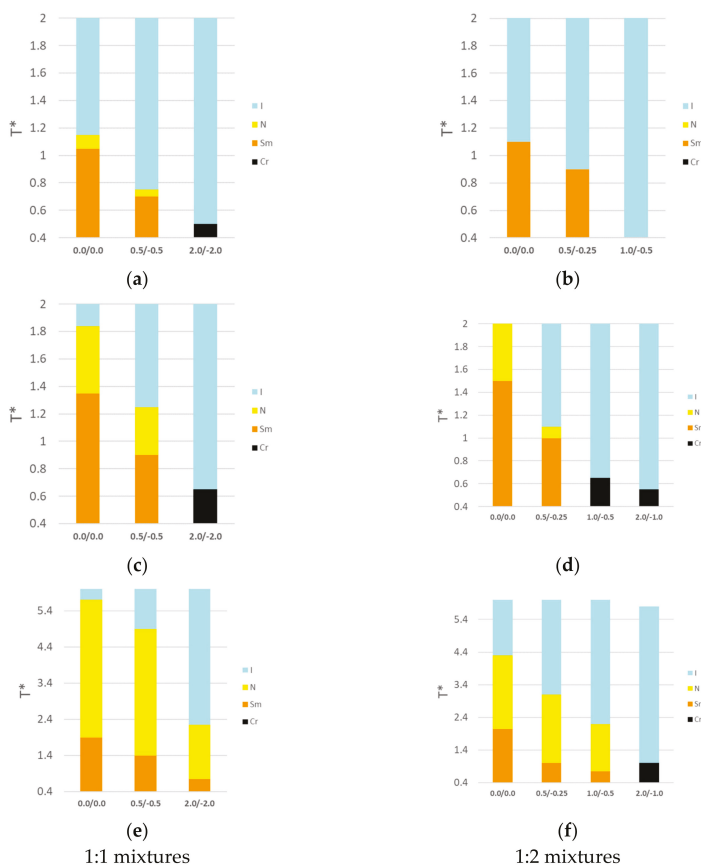 2
1.8
1.6
1.4
1.2
1
0.8
0.6
0.4
T*
0.0/0.0 0.5/-0.5 2.0/-2.0
I
N
Sm
Cr
(a)
2
1.8
1.6
1.4
1.2
1
0.8
0.6
0.4
T*
0.0/0.0 0.5/-0.25 1.0/-0.5
I
N
Sm
Cr
(b)
2
1.8
1.6
1.4
1.2
1
0.8
0.6
0.4
T*
0.0/0.0 0.5/-0.5 2.0/-2.0
I
N
Sm
Cr
(c)
2
1.8
1.6
1.4
1.2
1
0.8
0.6
0.4
T*
0.0/0.0 0.5/-0.25 1.0/-0.5 2.0/-1.0
I
N
Sm
Cr
(d)
5.4
4.4
3.4
2.4
1.4
0.4
T*
0.0/0.0 0.5/-0.5 2.0/-2.0
I
N
Sm
Cr
(e)
5.4
4.4
3.4
2.4
1.4
0.4
T*
0.0/0.0 0.5/-0.25 1.0/-0.5 2.0/-1.0
I
N
Sm
Cr
(f)
1:1 mixtures
1:2 mixtures